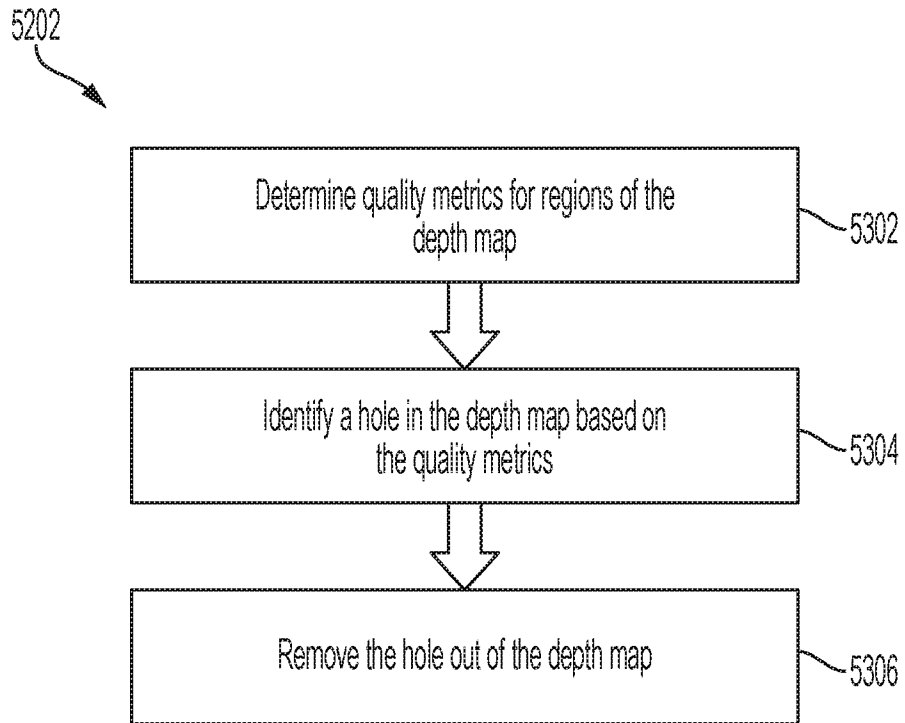 5202
Determine quality metrics for regions of the
depth map
5302
Identify a hole in the depth map based on
the quality metrics
5304
Remove the hole out of the depth map
5306